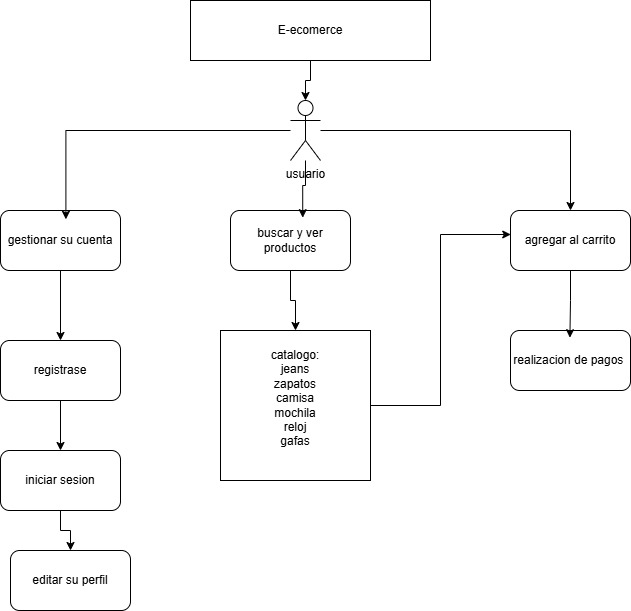 E-ecomerce
usuario
gestionar su cuenta
buscar y ver
productos
agregar al carrito
registrase
catalogo:
jeans
zapatos
camisa
mochila
reloj
gafas
realizacion de pagos
iniciar sesion
editar su perfil